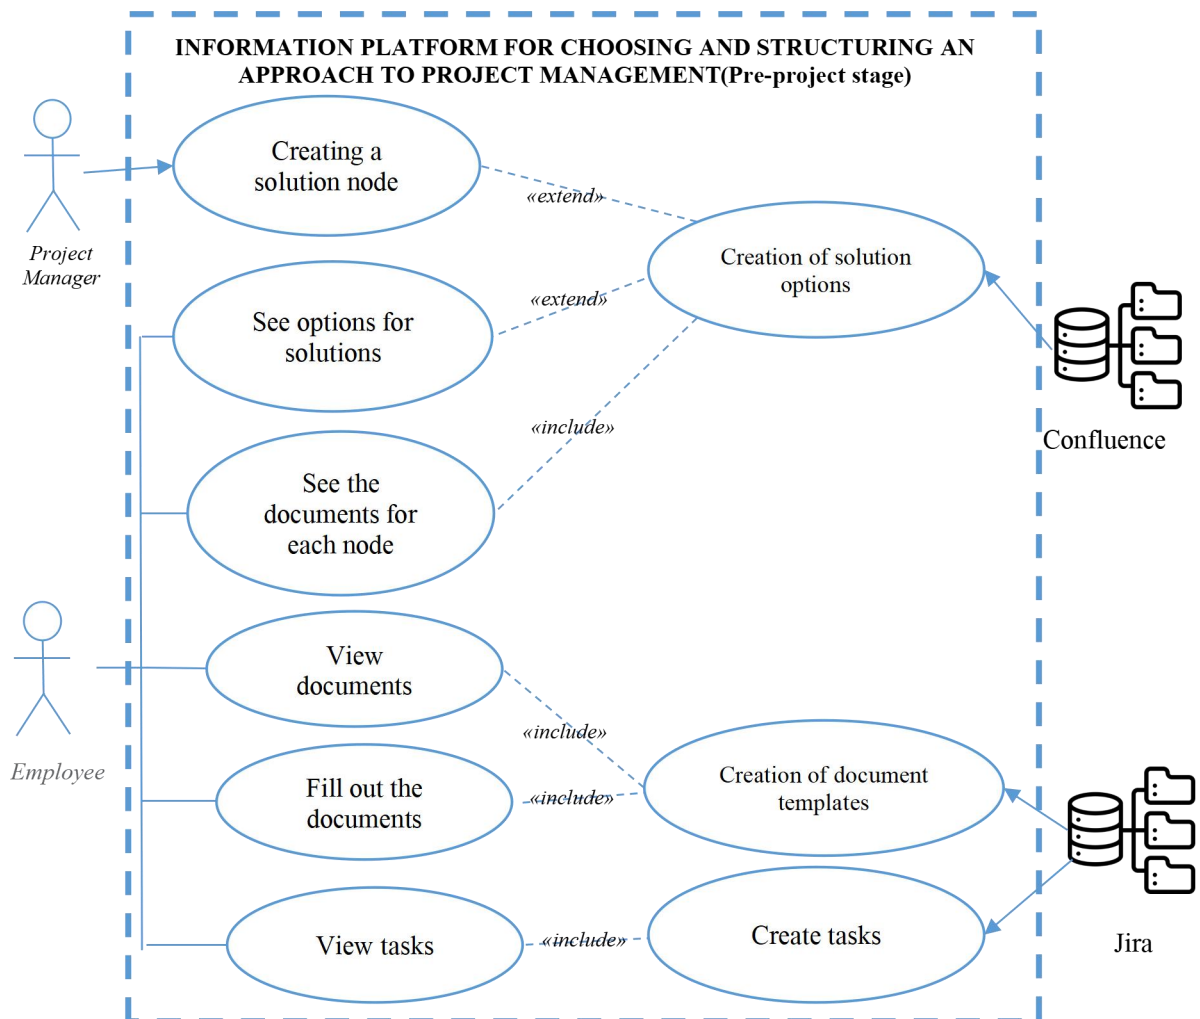 INFORMATION PLATFORM FOR CHOOSING AND STRUCTURING AN
APPROACH TO PROJECT MANAGEMENT(Pre-project stage)
Creating a
solution node
«extend»
Project
Manager
Creation of solution
options
See options for
solutions
«extend»
«include»
Confluence
See the
documents for
each node
View
documents
«include»
Employee
Creation of document
templates
Fill out the
documents
«include»
View tasks
«include»
Create tasks
Jira